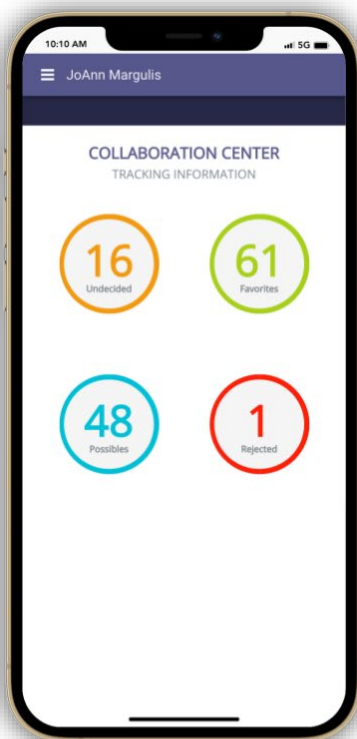 10:10 AM 5G
JoAnn Margulis
COLLABORATION CENTER
TRACKING INFORMATION
16 61
Undecided Favorites
48 1
Possibles Rejected